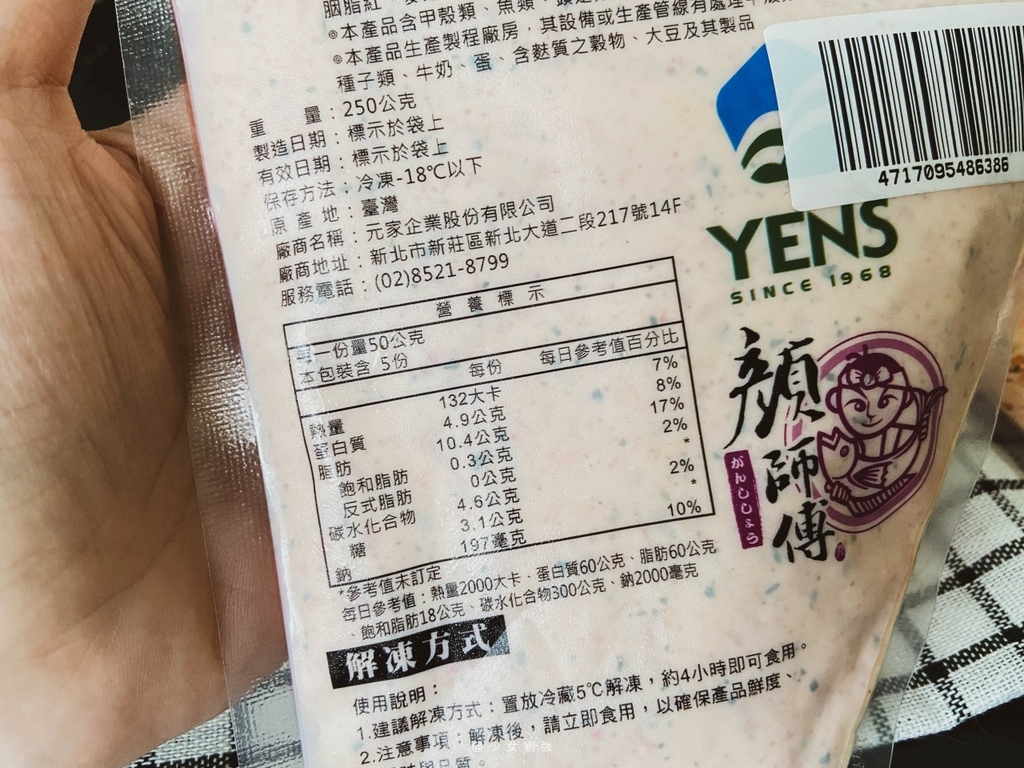 胭脂紅、
◎本產品含甲殼類、魚類、
◎本產品生產製程廠房，其設備或生產管線有處理
種子類、牛奶、蛋、含麩質之穀物、大豆及其製品
重　　量：250公克
製造日期：標示於袋上
有效日期：標示於袋上
保存方法：冷凍-18℃以下
原 產 地：臺灣
廠商名稱：元家企業股份有限公司
廠商地址：新北市新莊區新北大道二段217號14F
服務電話：(02)8521-8799
營 養 標 示
每一份量50公克
本包裝含 5份
每份 每日參考值百分比
熱量 132大卡 7%
蛋白質 4.9公克 8%
脂肪 10.4公克 17%
飽和脂肪 0.3公克 2%
反式脂肪 0公克 *
碳水化合物 4.6公克 2%
糖 3.1公克 *
鈉 197毫克 10%
*參考值未訂定
每日參考值：熱量2000大卡、蛋白質60公克、脂肪60公克
、飽和脂肪18公克、碳水化合物300公克、鈉2000毫克
解凍方式
使用說明：
1.建議解凍方式：置放冷藏5℃解凍，約4小時即可食用。
2.注意事項：解凍後，請立即食用，以確保產品鮮度、
與品質。
4717095486386
YENS
SINCE 1968
顏師傅
がんししょう